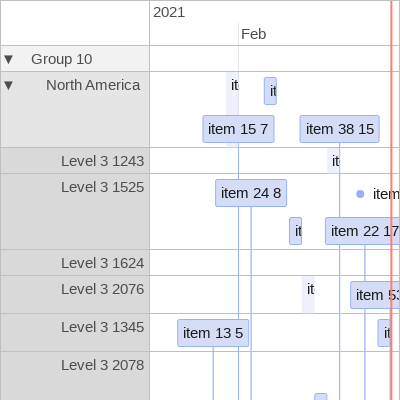 2021
Feb
▼ Group 10
▼ North America
it
it
item 15 7
item 38 15
Level 3 1243
it
Level 3 1525
item 24 8
item
it
item 22 17
Level 3 1624
Level 3 2076
it
item 53
Level 3 1345
item 13 5
it
Level 3 2078